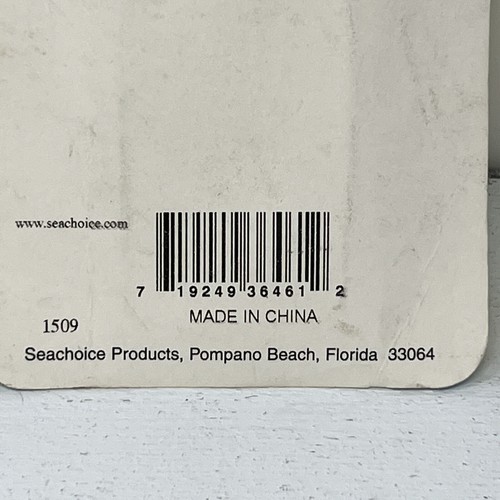 www.seachoice.com
7 19249 36461 2
MADE IN CHINA
1509
Seachoice Products, Pompano Beach, Florida 33064